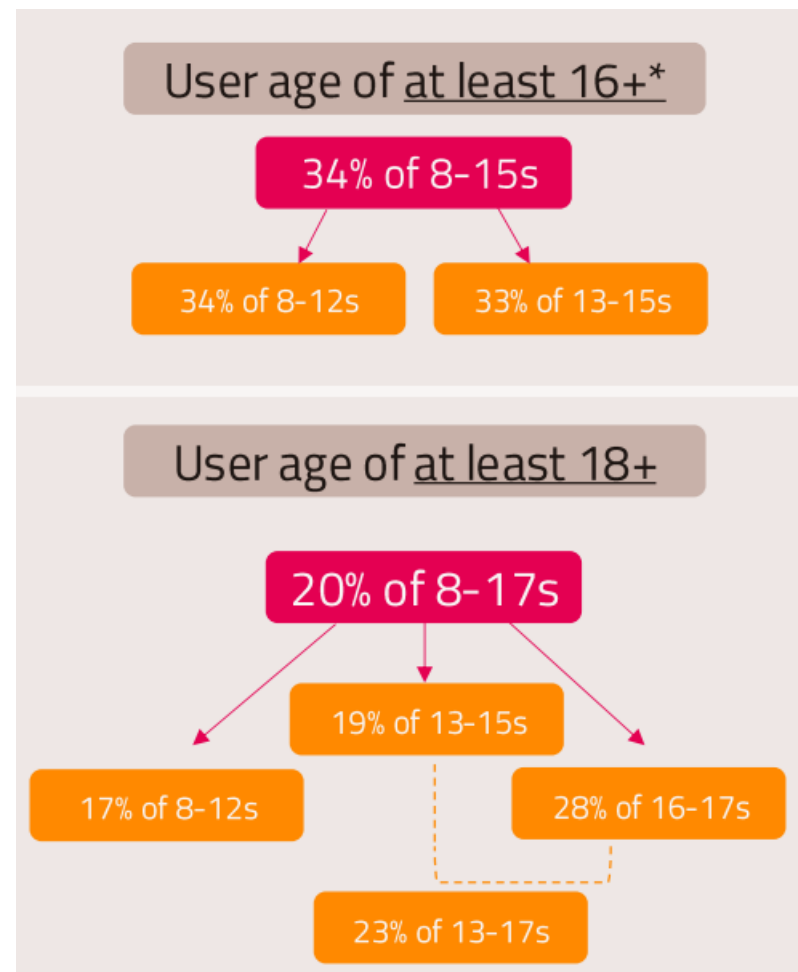 User age of at least 16+*
34% of 8-15s
34% of 8-12s
33% of 13-15s
User age of at least 18+
20% of 8-17s
19% of 13-15s
17% of 8-12s
28% of 16-17s
23% of 13-17s